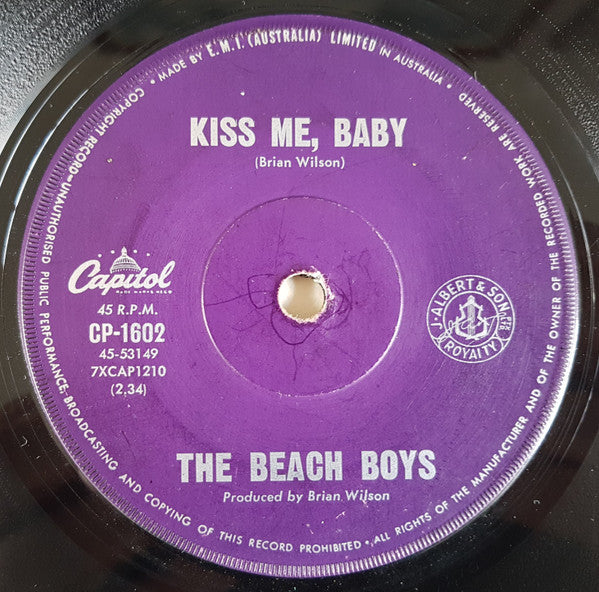 • MADE BY E.M.I. (AUSTRALIA) LIMITED IN AUSTRALIA •
COPYRIGHT RECORD—UNAUTHORISED PUBLIC PERFORMANCE, BROADCASTING AND COPYING OF THIS RECORD PROHIBITED • ALL RIGHTS OF THE MANUFACTURER AND OF THE OWNER OF THE RECORDED WORK ARE RESERVED
KISS ME, BABY
(Brian Wilson)
Capitol
45 R.P.M.
CP-1602
45-53149
7XCAP1210
(2.34)
J. ALBERT & SON PTY LTD
ROYALTY
THE BEACH BOYS
Produced by Brian Wilson